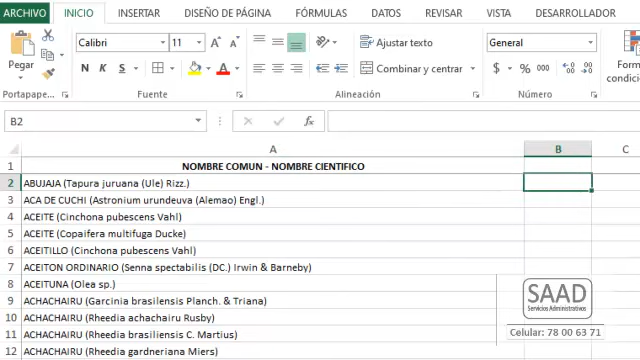 ARCHIVO INICIO INSERTAR DISEÑO DE PÁGINA FÓRMULAS DATOS REVISAR VISTA DESARROLLADOR
Calibri 11 A A Ajustar texto General
Pegar N K S A Combinar y centrar $ % 000 Form
cond
Portapape... Fuente Alineación Número
B2 fx
A B C
1 NOMBRE COMUN - NOMBRE CIENTIFICO
2 ABUJAJA (Tapura juruana (Ule) Rizz.)
3 ACA DE CUCHI (Astronium urundeuva (Alemao) Engl.)
4 ACEITE (Cinchona pubescens Vahl)
5 ACEITE (Copaifera multifuga Ducke)
6 ACEITILLO (Cinchona pubescens Vahl)
7 ACEITON ORDINARIO (Senna spectabilis (DC.) Irwin & Barneby)
8 ACEITUNA (Olea sp.)
9 ACHACHAIRU (Garcinia brasilensis Planch. & Triana)
10 ACHACHAIRU (Rheedia achachairu Rusby)
11 ACHACHAIRU (Rheedia brasiliensis C. Martius)
12 ACHACHAIRU (Rheedia gardneriana Miers)
SAAD
Servicios Administrativos
Celular: 78 00 63 71